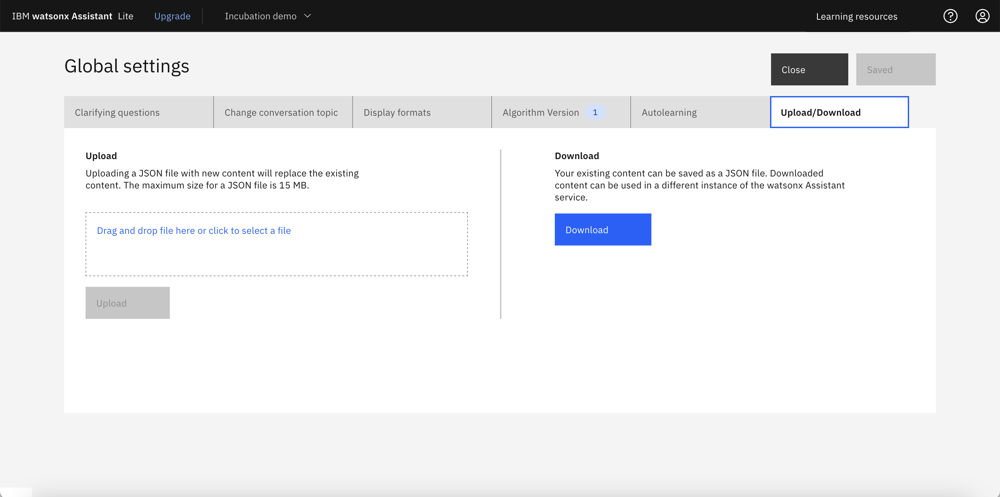 IBM watsonx Assistant Lite Upgrade Incubation demo Learning resources
Global settings
Close Saved
Clarifying questions Change conversation topic Display formats Algorithm Version 1 Autolearning Upload/Download
Upload
Uploading a JSON file with new content will replace the existing
content. The maximum size for a JSON file is 15 MB.
Drag and drop file here or click to select a file
Upload
Download
Your existing content can be saved as a JSON file. Downloaded
content can be used in a different instance of the watsonx Assistant
service.
Download